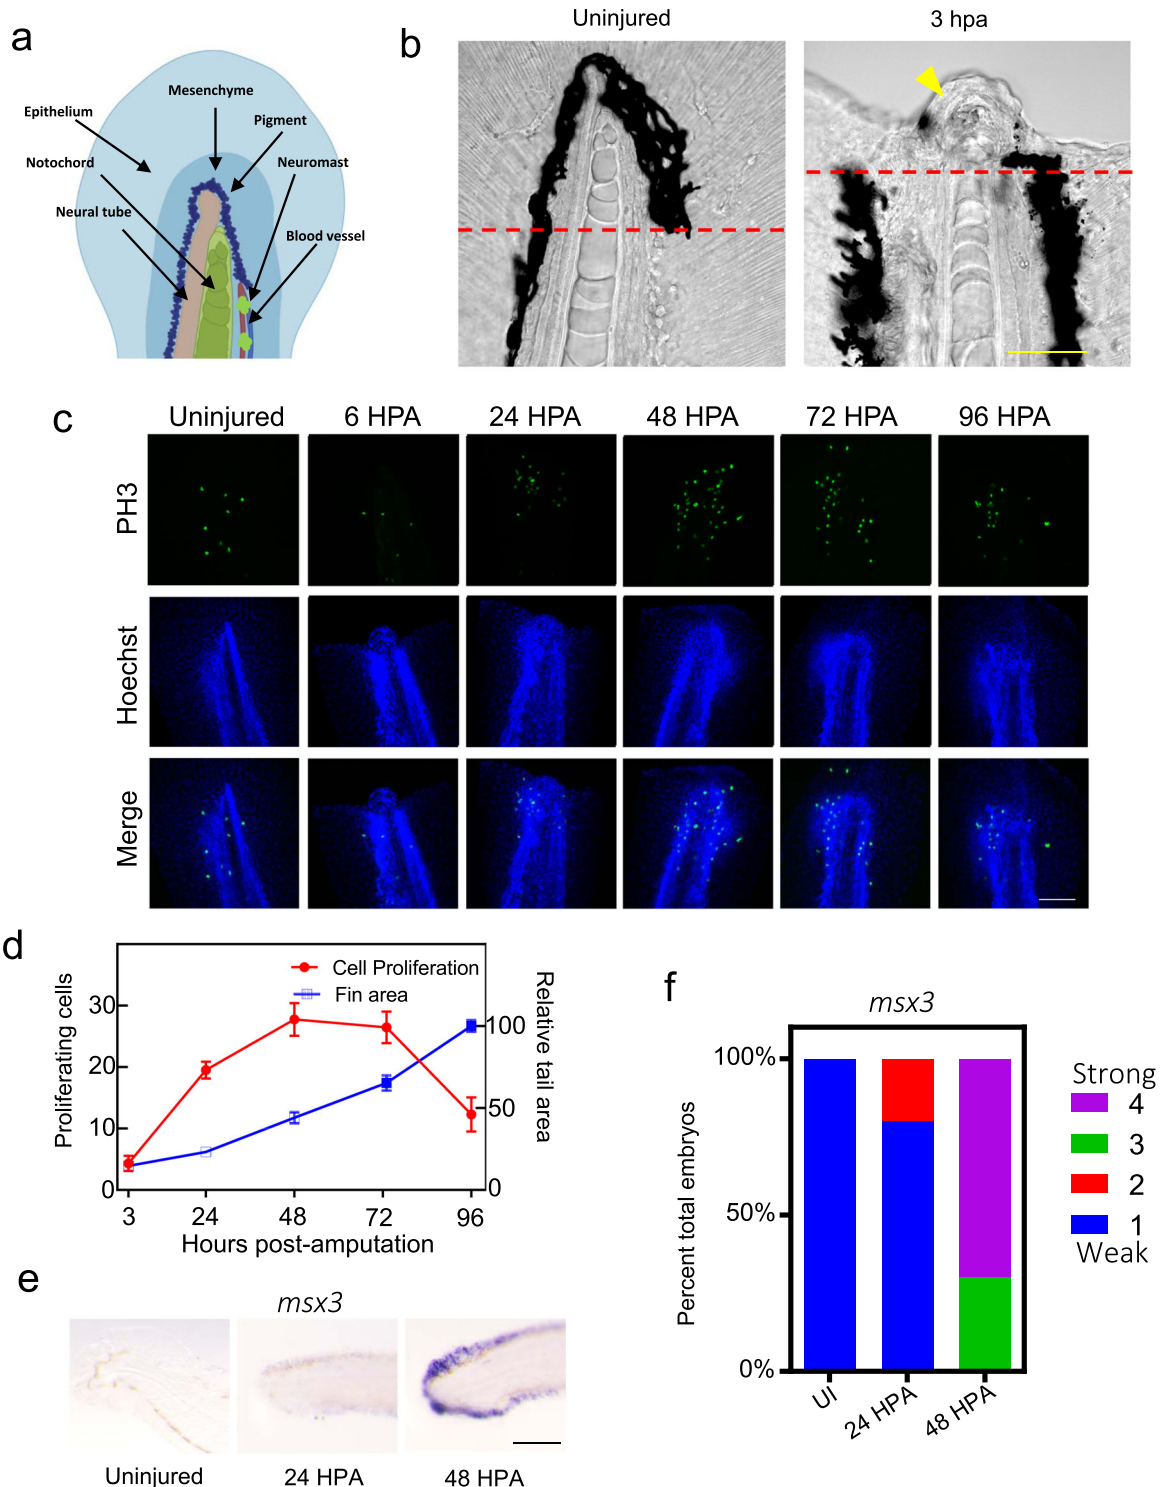 a
Mesenchyme
Epithelium
Pigment
Notochord
Neuromast
Neural tube
Blood vessel
b
Uninjured
3 hpa
c
Uninjured
6 HPA
24 HPA
48 HPA
72 HPA
96 HPA
PH3
Hoechst
Merge
d
Cell Proliferation
Fin area
Proliferating cells
30
20
10
0
100
50
0
Relative tail area
3
24
48
72
96
Hours post-amputation
e
msx3
Uninjured
24 HPA
48 HPA
f
msx3
Percent total embryos
100%
50%
0%
UI
24 HPA
48 HPA
Strong
4
3
2
1
Weak